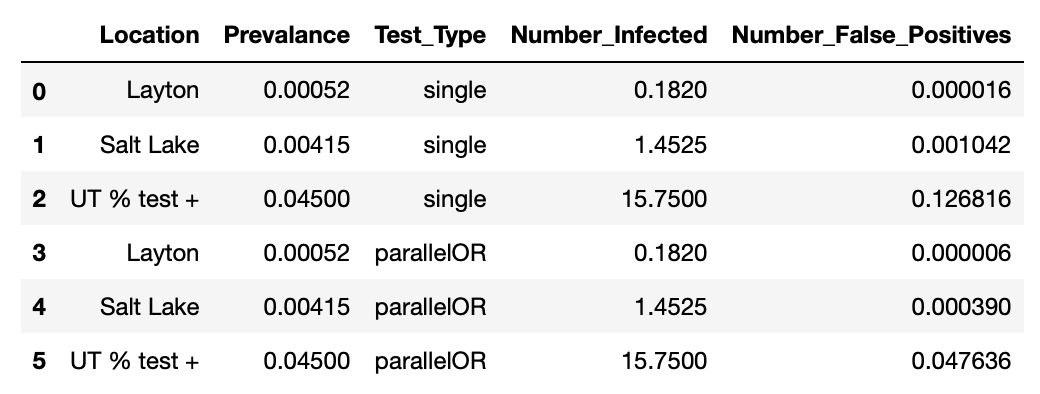 Location Prevalance Test_Type Number_Infected Number_False_Positives
0 Layton 0.00052 single 0.1820 0.000016
1 Salt Lake 0.00415 single 1.4525 0.001042
2 UT % test + 0.04500 single 15.7500 0.126816
3 Layton 0.00052 parallelOR 0.1820 0.000006
4 Salt Lake 0.00415 parallelOR 1.4525 0.000390
5 UT % test + 0.04500 parallelOR 15.7500 0.047636